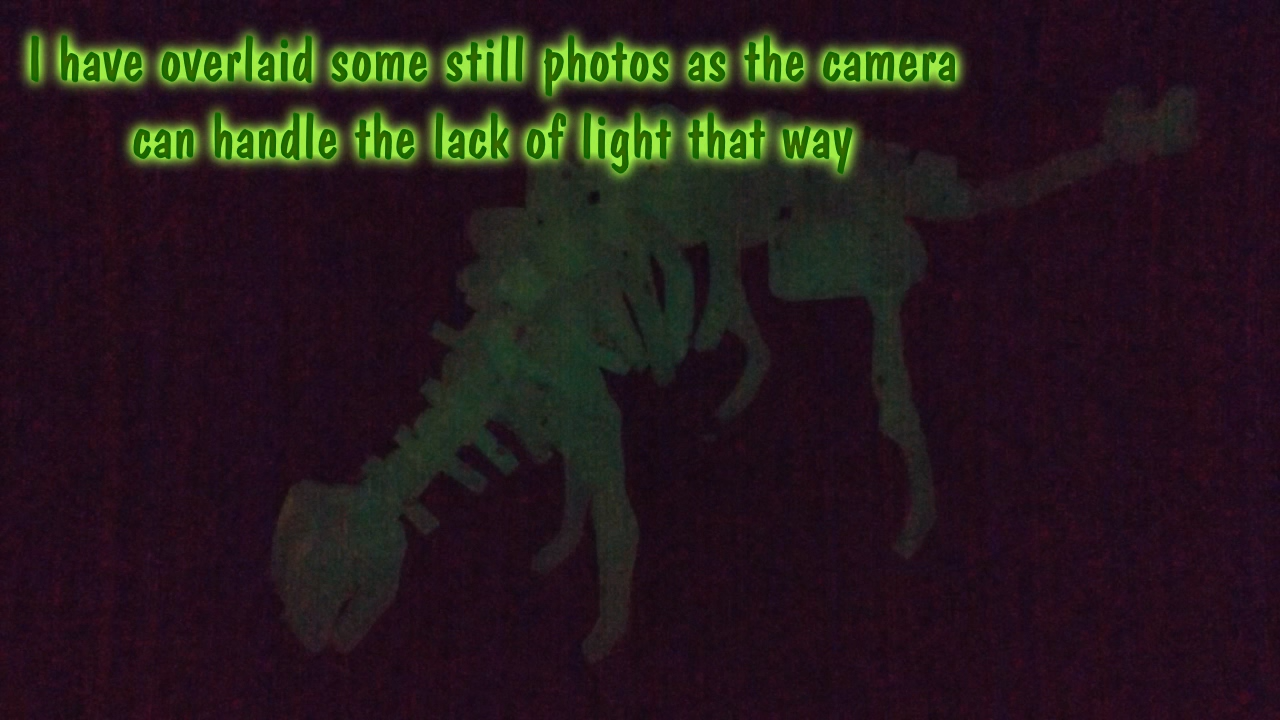 I have overlaid some still photos as the camera
can handle the lack of light that way